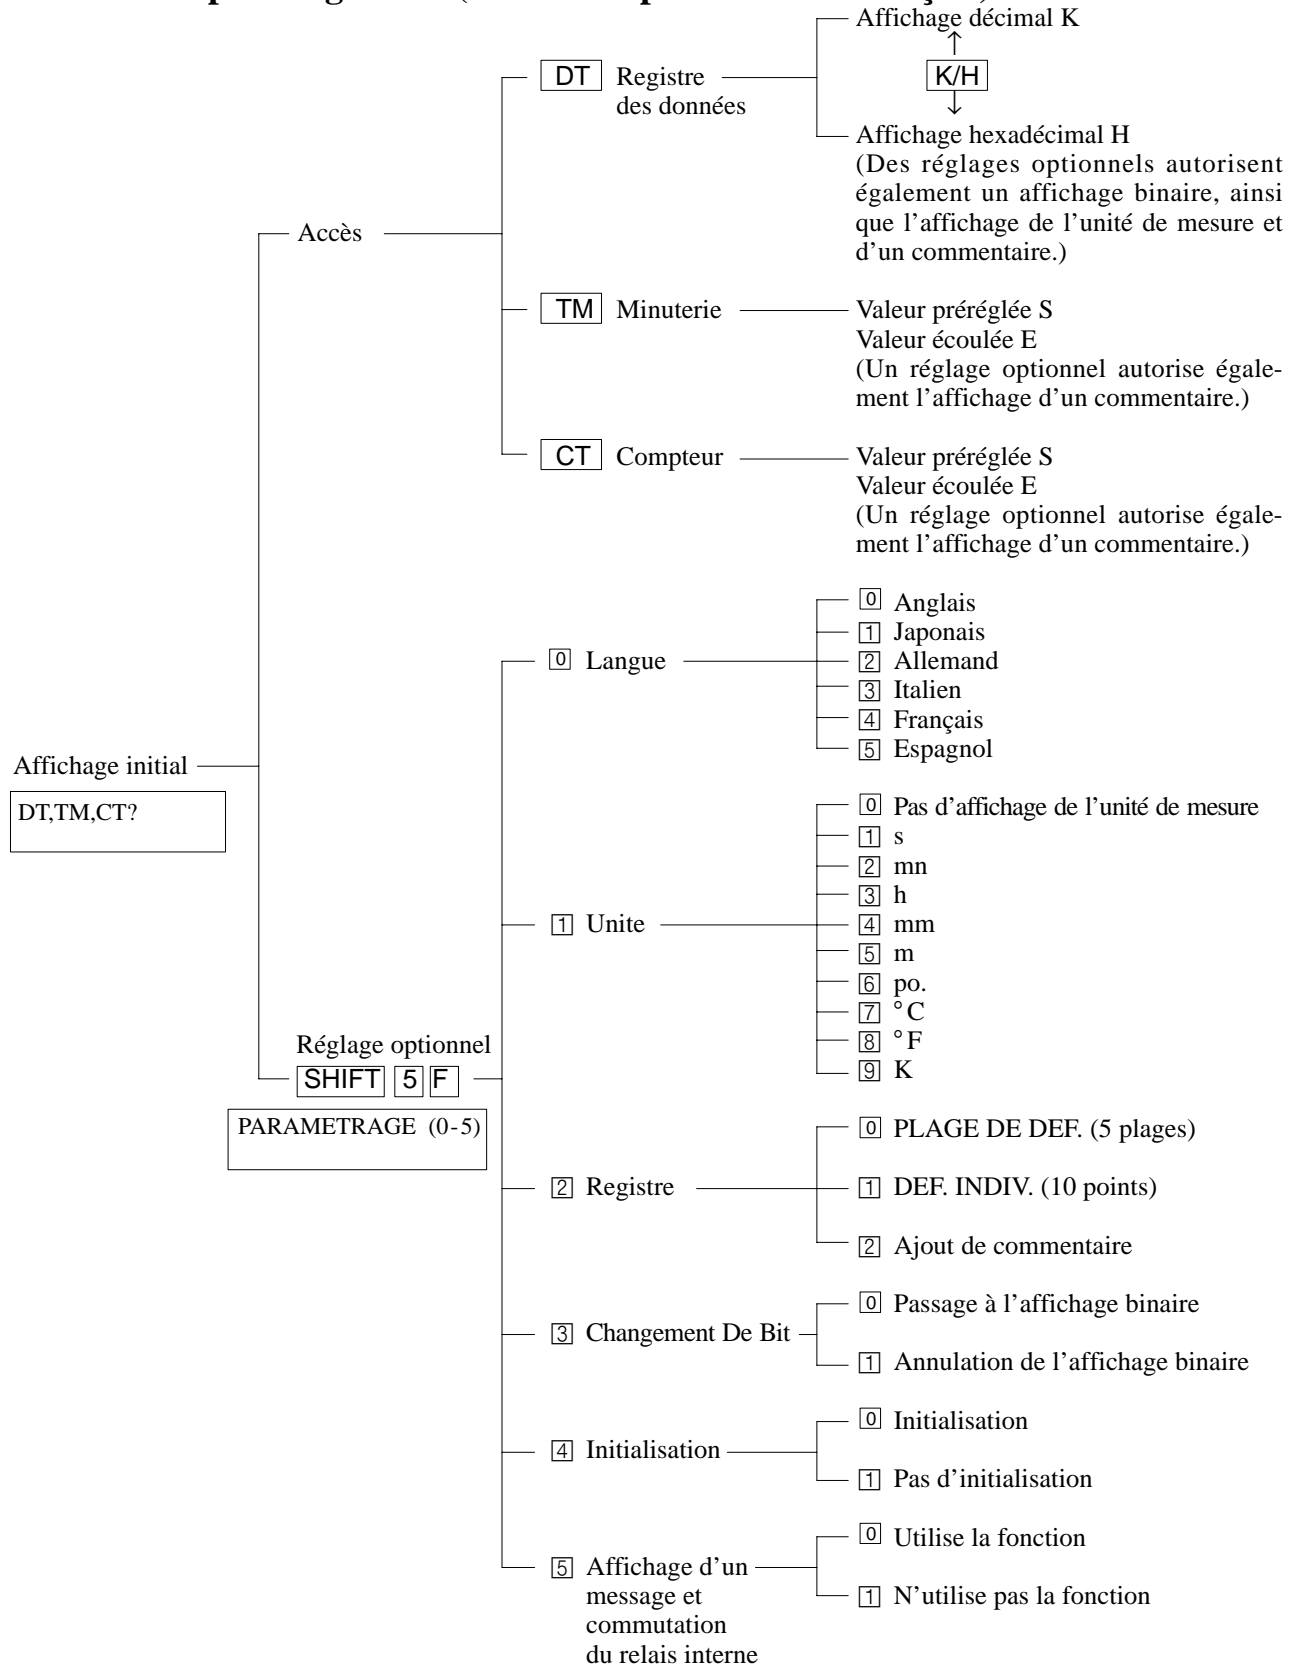 Affichage décimal K
K/H
DT Registre
des données
Affichage hexadécimal H
(Des réglages optionnels autorisent
également un affichage binaire, ainsi
que l'affichage de l'unité de mesure et
d'un commentaire.)
Accès
TM Minuterie
Valeur préréglée S
Valeur écoulée E
(Un réglage optionnel autorise égale-
ment l'affichage d'un commentaire.)
CT Compteur
Valeur préréglée S
Valeur écoulée E
(Un réglage optionnel autorise égale-
ment l'affichage d'un commentaire.)
Affichage initial
DT,TM,CT?
Réglage optionnel
SHIFT 5 F
PARAMETRAGE (0-5)
0 Langue
0 Anglais
1 Japonais
2 Allemand
3 Italien
4 Français
5 Espagnol
1 Unite
0 Pas d'affichage de l'unité de mesure
1 s
2 mn
3 h
4 mm
5 m
6 po.
7 °C
8 °F
9 K
2 Registre
0 PLAGE DE DEF. (5 plages)
1 DEF. INDIV. (10 points)
2 Ajout de commentaire
3 Changement De Bit
0 Passage à l'affichage binaire
1 Annulation de l'affichage binaire
4 Initialisation
0 Initialisation
1 Pas d'initialisation
5 Affichage d'un
message et
commutation
du relais interne
0 Utilise la fonction
1 N'utilise pas la fonction